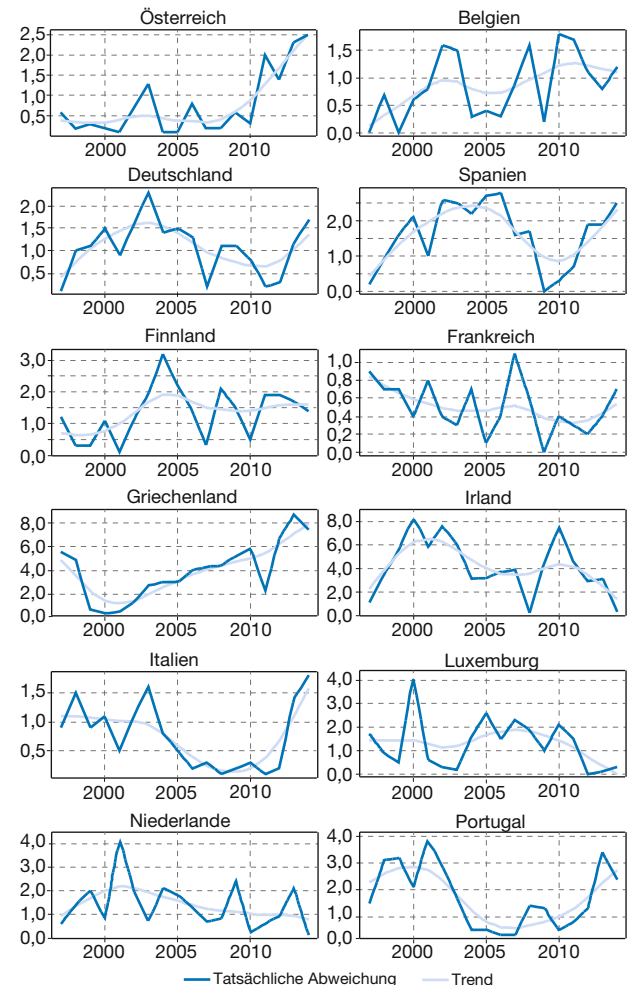 Österreich
2,5
2,0
1,5
1,0
0,5
2000 2005 2010
Belgien
1,5
1,0
0,5
0,0
2000 2005 2010
Deutschland
2,0
1,5
1,0
0,5
2000 2005 2010
Spanien
2,0
1,0
0,0
2000 2005 2010
Finnland
3,0
2,0
1,0
0,0
2000 2005 2010
Frankreich
1,0
0,8
0,6
0,4
0,2
0,0
2000 2005 2010
Griechenland
8,0
6,0
4,0
2,0
0,0
2000 2005 2010
Irland
8,0
6,0
4,0
2,0
0,0
2000 2005 2010
Italien
1,5
1,0
0,5
2000 2005 2010
Luxemburg
4,0
3,0
2,0
1,0
0,0
2000 2005 2010
Niederlande
4,0
3,0
2,0
1,0
0,0
2000 2005 2010
Portugal
4,0
3,0
2,0
1,0
0,0
2000 2005 2010
Tatsächliche Abweichung Trend